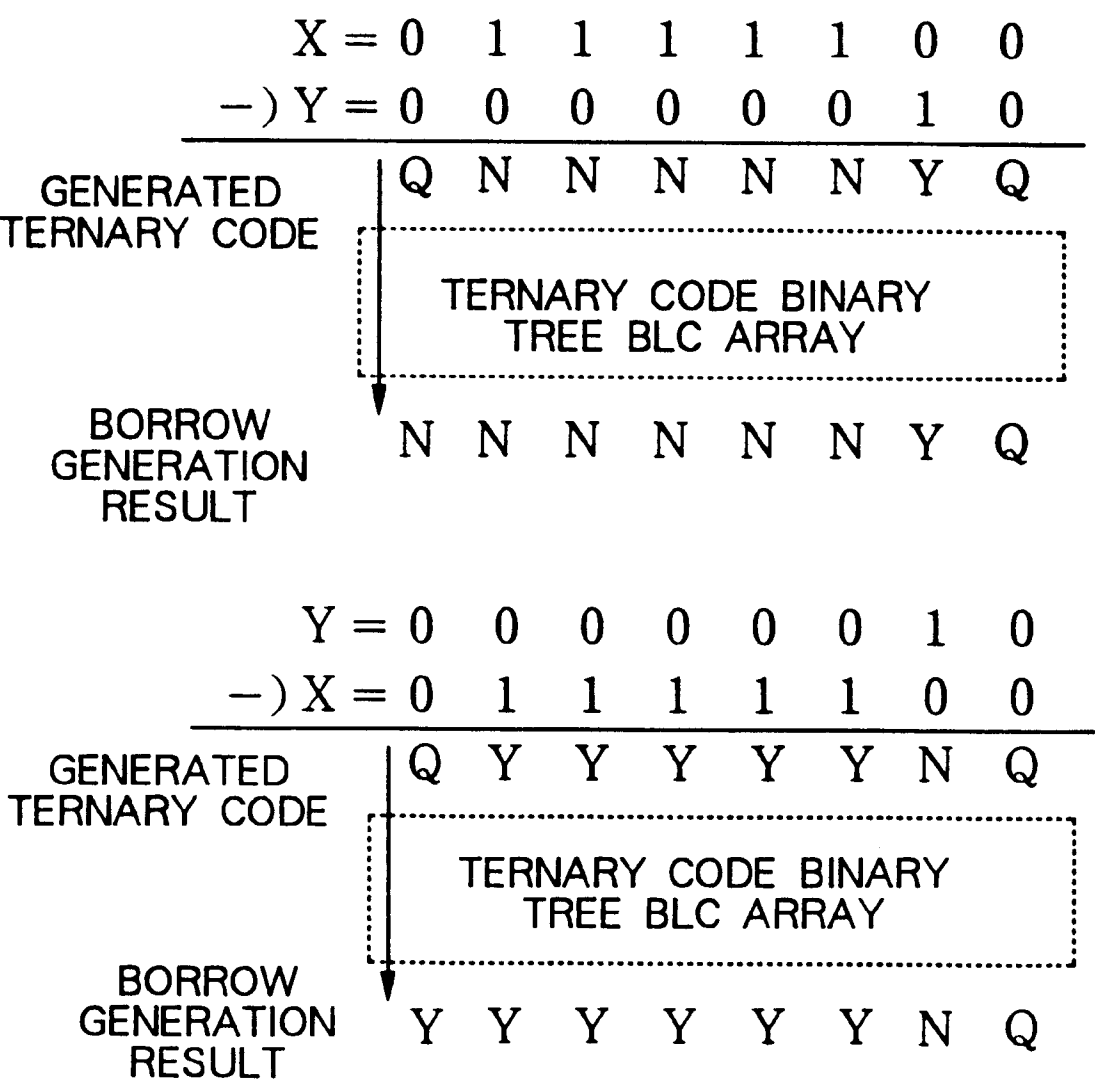 X = 0 1 1 1 1 1 0 0
−) Y = 0 0 0 0 0 0 1 0
GENERATED
TERNARY CODE
Q N N N N N Y Q
TERNARY CODE BINARY
TREE BLC ARRAY
BORROW
GENERATION
RESULT
N N N N N N Y Q
Y = 0 0 0 0 0 0 1 0
−) X = 0 1 1 1 1 1 0 0
GENERATED
TERNARY CODE
Q Y Y Y Y Y N Q
TERNARY CODE BINARY
TREE BLC ARRAY
BORROW
GENERATION
RESULT
Y Y Y Y Y Y N Q